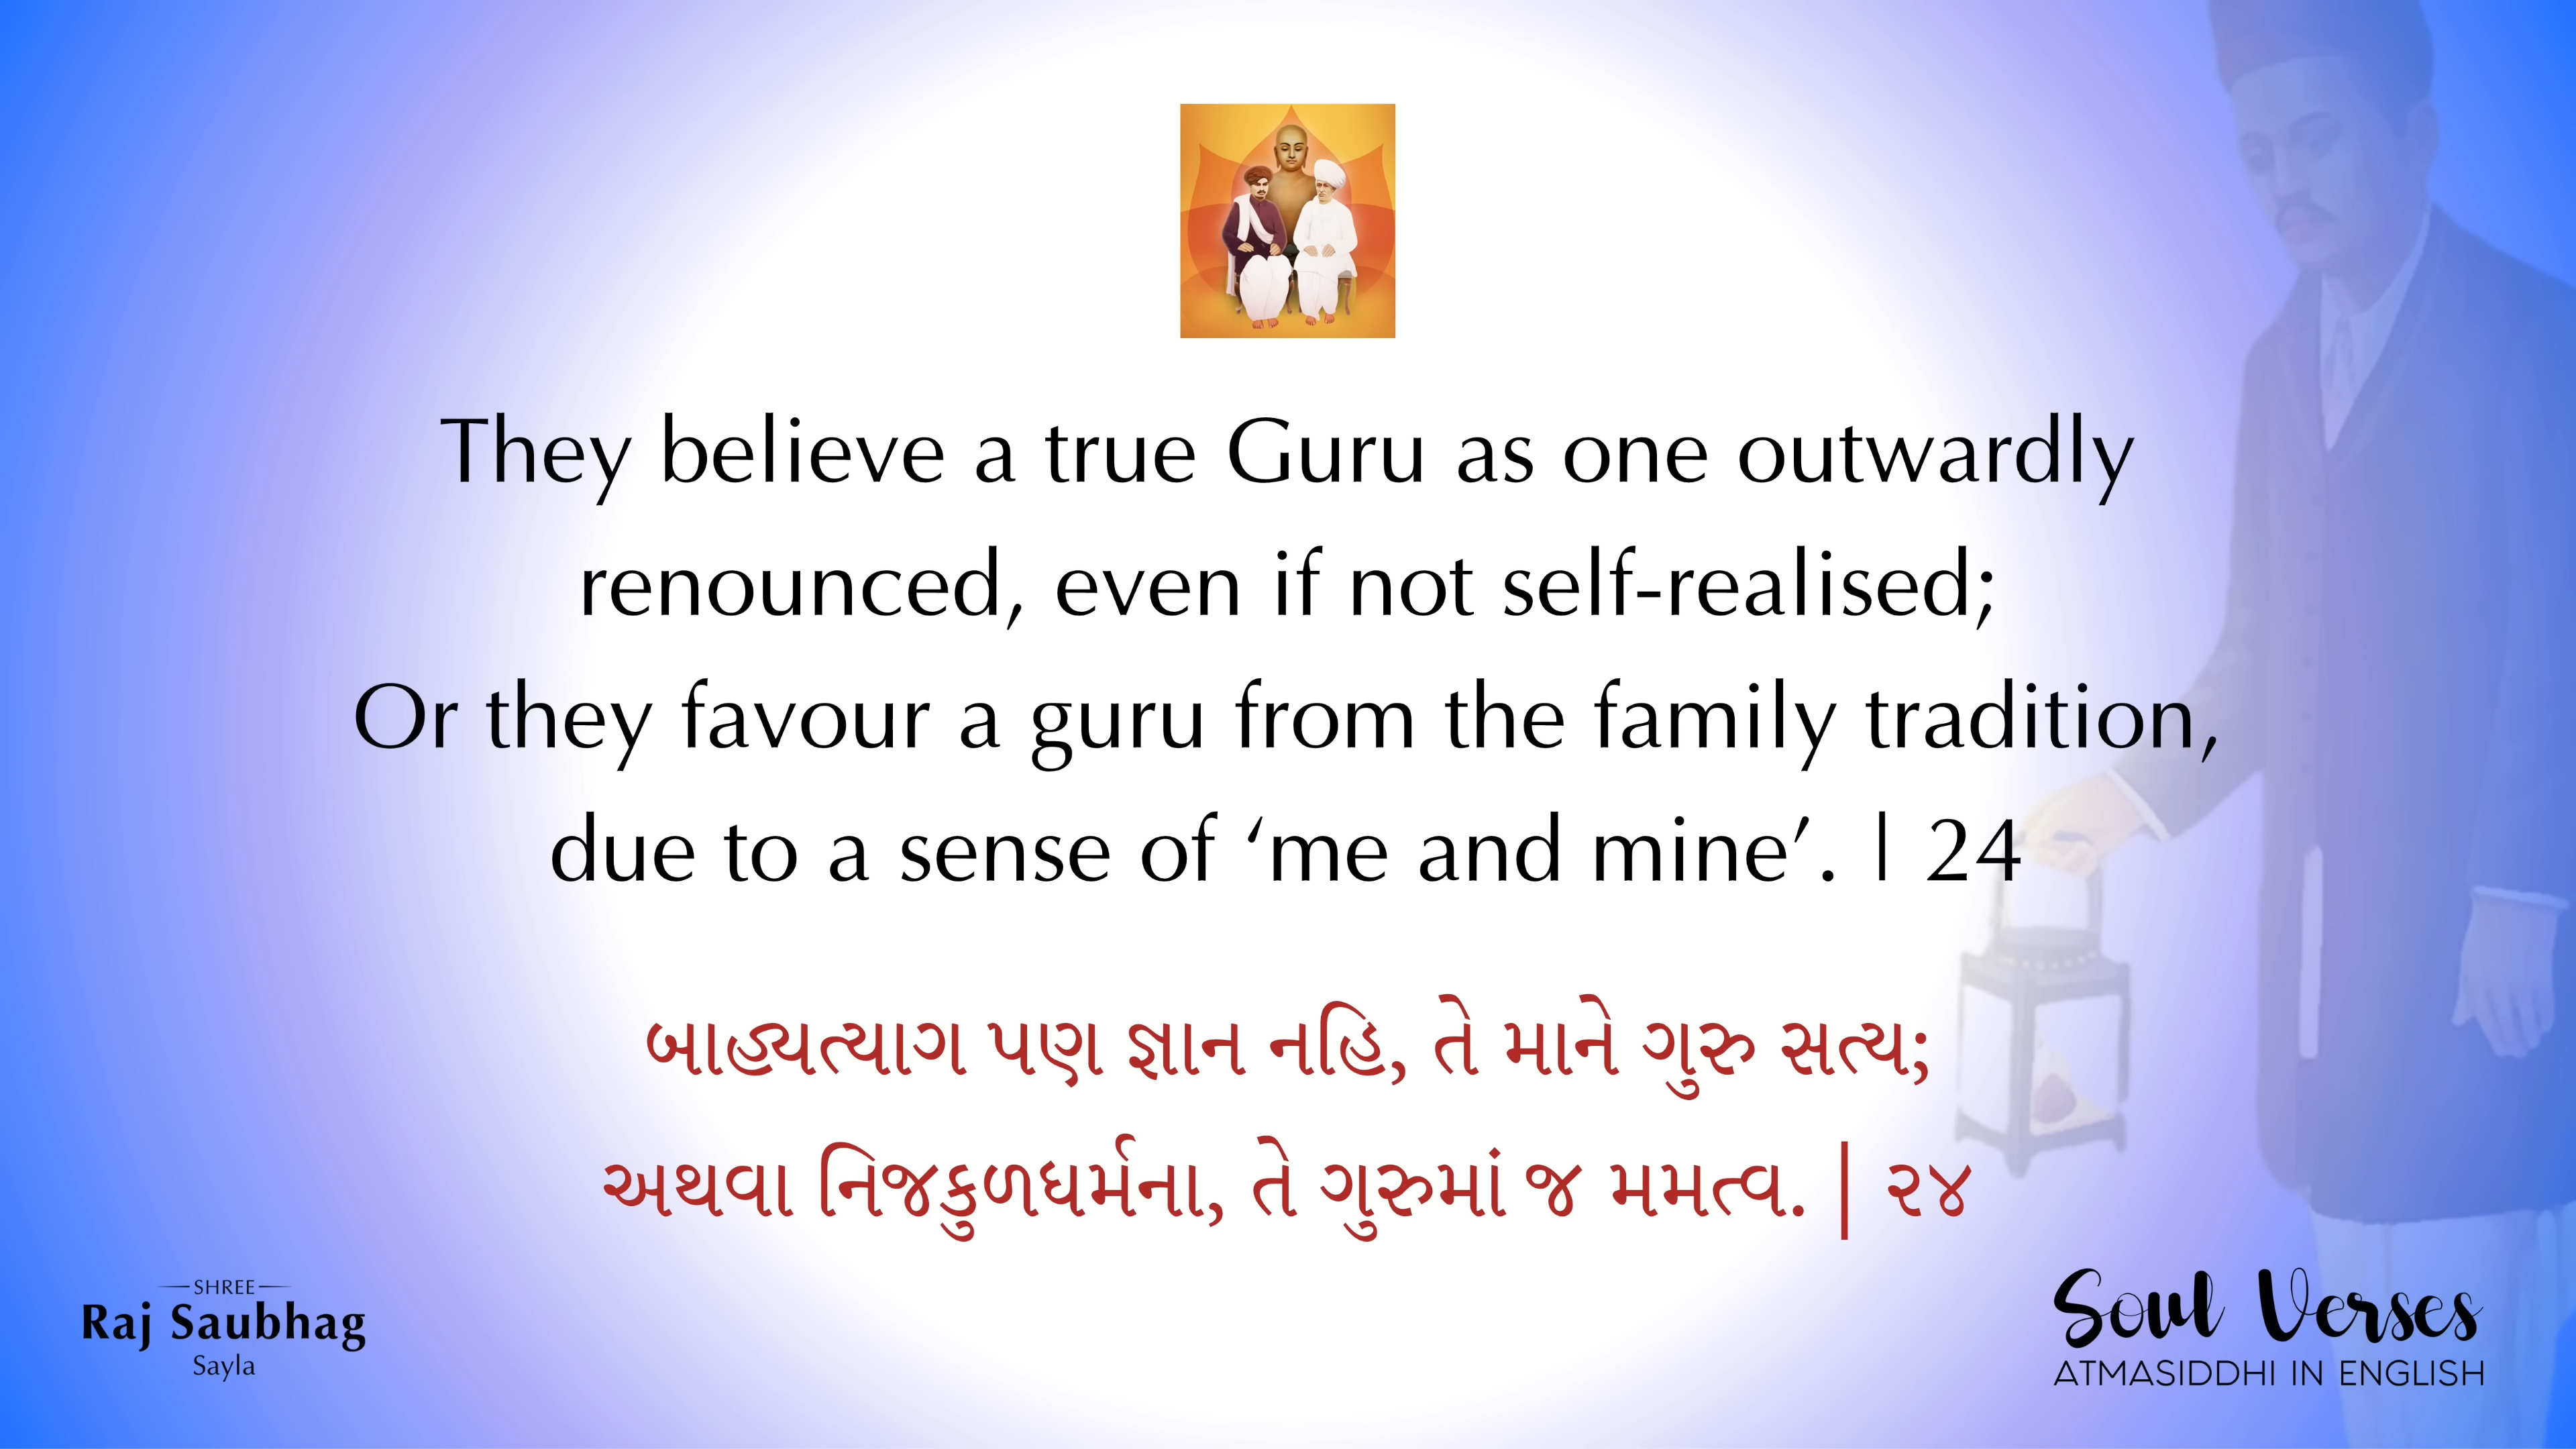 They believe a true Guru as one outwardly
renounced, even if not self-realised;
Or they favour a guru from the family tradition,
due to a sense of ‘me and mine’. | 24
બાહ્યત્યાગ પણ જ્ઞાન નહિ, તે માને ગુરુ સત્ય;
અથવા નિજકુળધર્મના, તે ગુરુમાં જ મમત્વ. | ૨૪
SHREE
Raj Saubhag
Sayla
Soul Verses
ATMASIDDHI IN ENGLISH